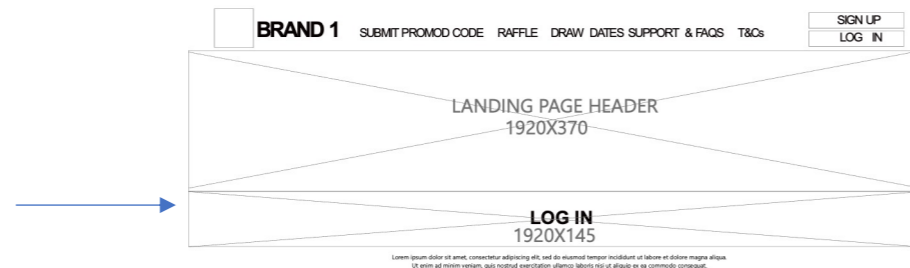 BRAND 1 SUBMIT PROMOD CODE RAFFLE DRAW DATES SUPPORT & FAQS T&Cs
SIGN UP
LOG IN
LANDING PAGE HEADER
1920X370
LOG IN
1920X145
Lorem ipsum dolor sit amet, consectetur adipiscing elit, sed do eiusmod tempor incididunt ut labore et dolore magna aliqua.
Ut enim ad minim veniam, quis nostrud exercitation ullamco laboris nisi ut aliquip ex ea commodo consequat.